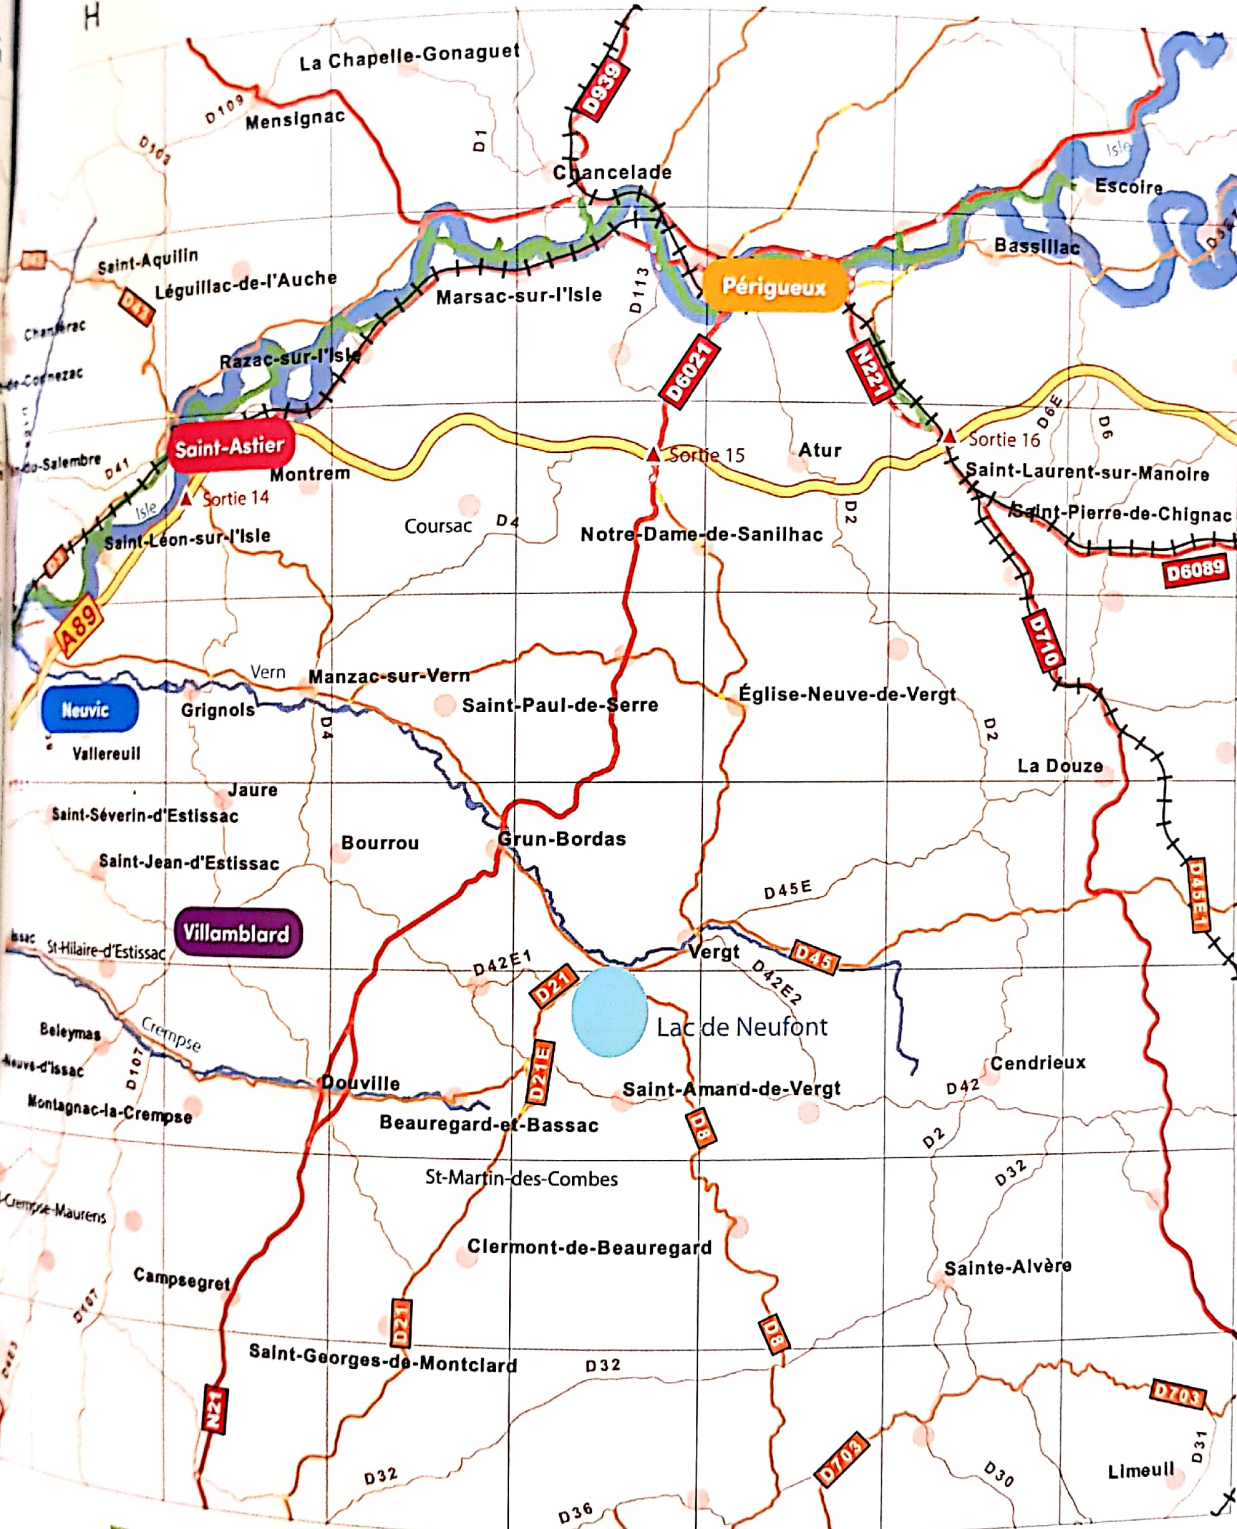 H
La Chapelle-Gonaguet
D939
D109
Mensignac
D1
D102
Chancelade
Isle
Escoire
Saint-Aquilin
Bassillac
Léguillac-de-l'Auche
D43
Marsac-sur-l'Isle
D113
Périgueux
Razac-sur-l'Isle
D6021
N221
D6E
D6
Saint-Astier
Sortie 16
Sortie 15
Atur
D41
Montrem
Saint-Laurent-sur-Manoire
Sortie 14
Isle
Coursac
D4
D2
Saint-Pierre-de-Chignac
Saint-Léon-sur-l'Isle
Notre-Dame-de-Sanilhac
D3
D6089
A89
D710
Vern
Manzac-sur-Vern
Neuvic
Grignols
Saint-Paul-de-Serre
Église-Neuve-de-Vergt
D4
D2
Vallereuil
La Douze
Jaure
Saint-Séverin-d'Estissac
Bourrou
Grun-Bordas
Saint-Jean-d'Estissac
D45E
D45E1
Villamblard
St-Hilaire-d'Estissac
Issac
Vergt
D45
D42E1
D21
D42E2
Crempse
Beleymas
Lac de Neufont
D107
D21E
Cendrieux
Douville
Saint-Amand-de-Vergt
D42
Montagnac-la-Crempse
Beauregard-et-Bassac
D8
D2
D32
St-Martin-des-Combes
Crempse-Maurens
Clermont-de-Beauregard
Sainte-Alvère
Campsegret
D107
D21
D8
Saint-Georges-de-Montclard
D32
D703
N21
D31
D703
D32
D30
Limeuil
D36